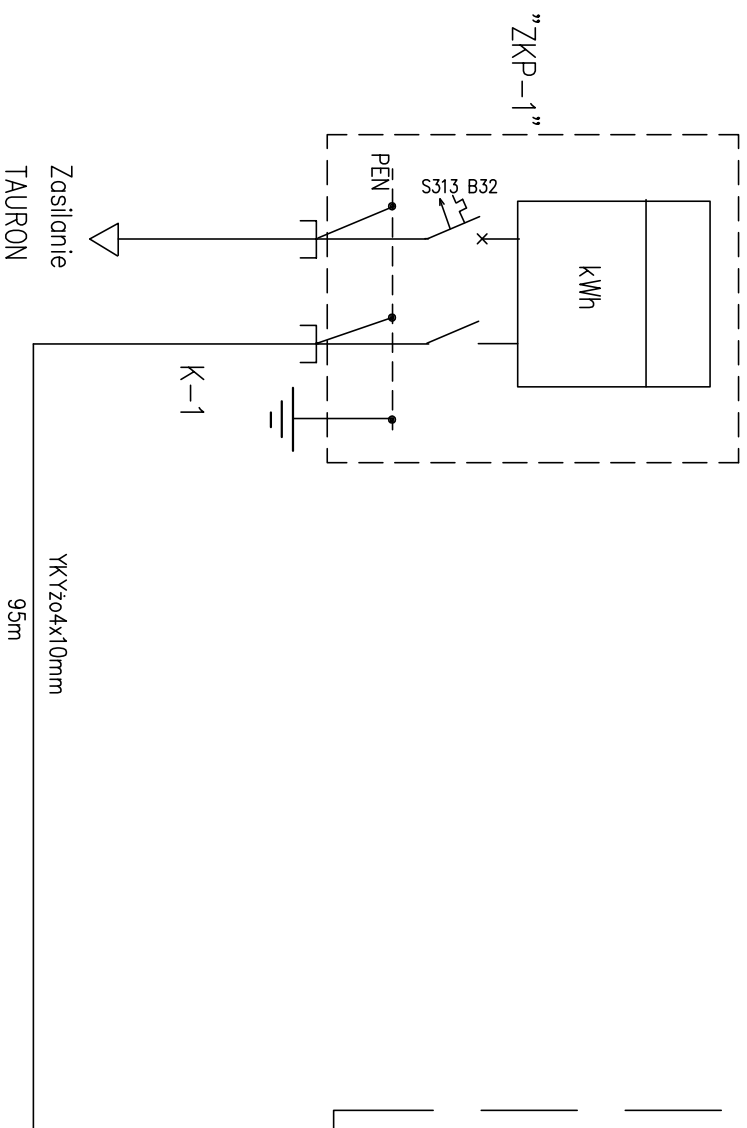 "ZKP-1"
kWh
S313 B32
PEN
K-1
Zasilanie
TAURON
YKYżo4x10mm
95m